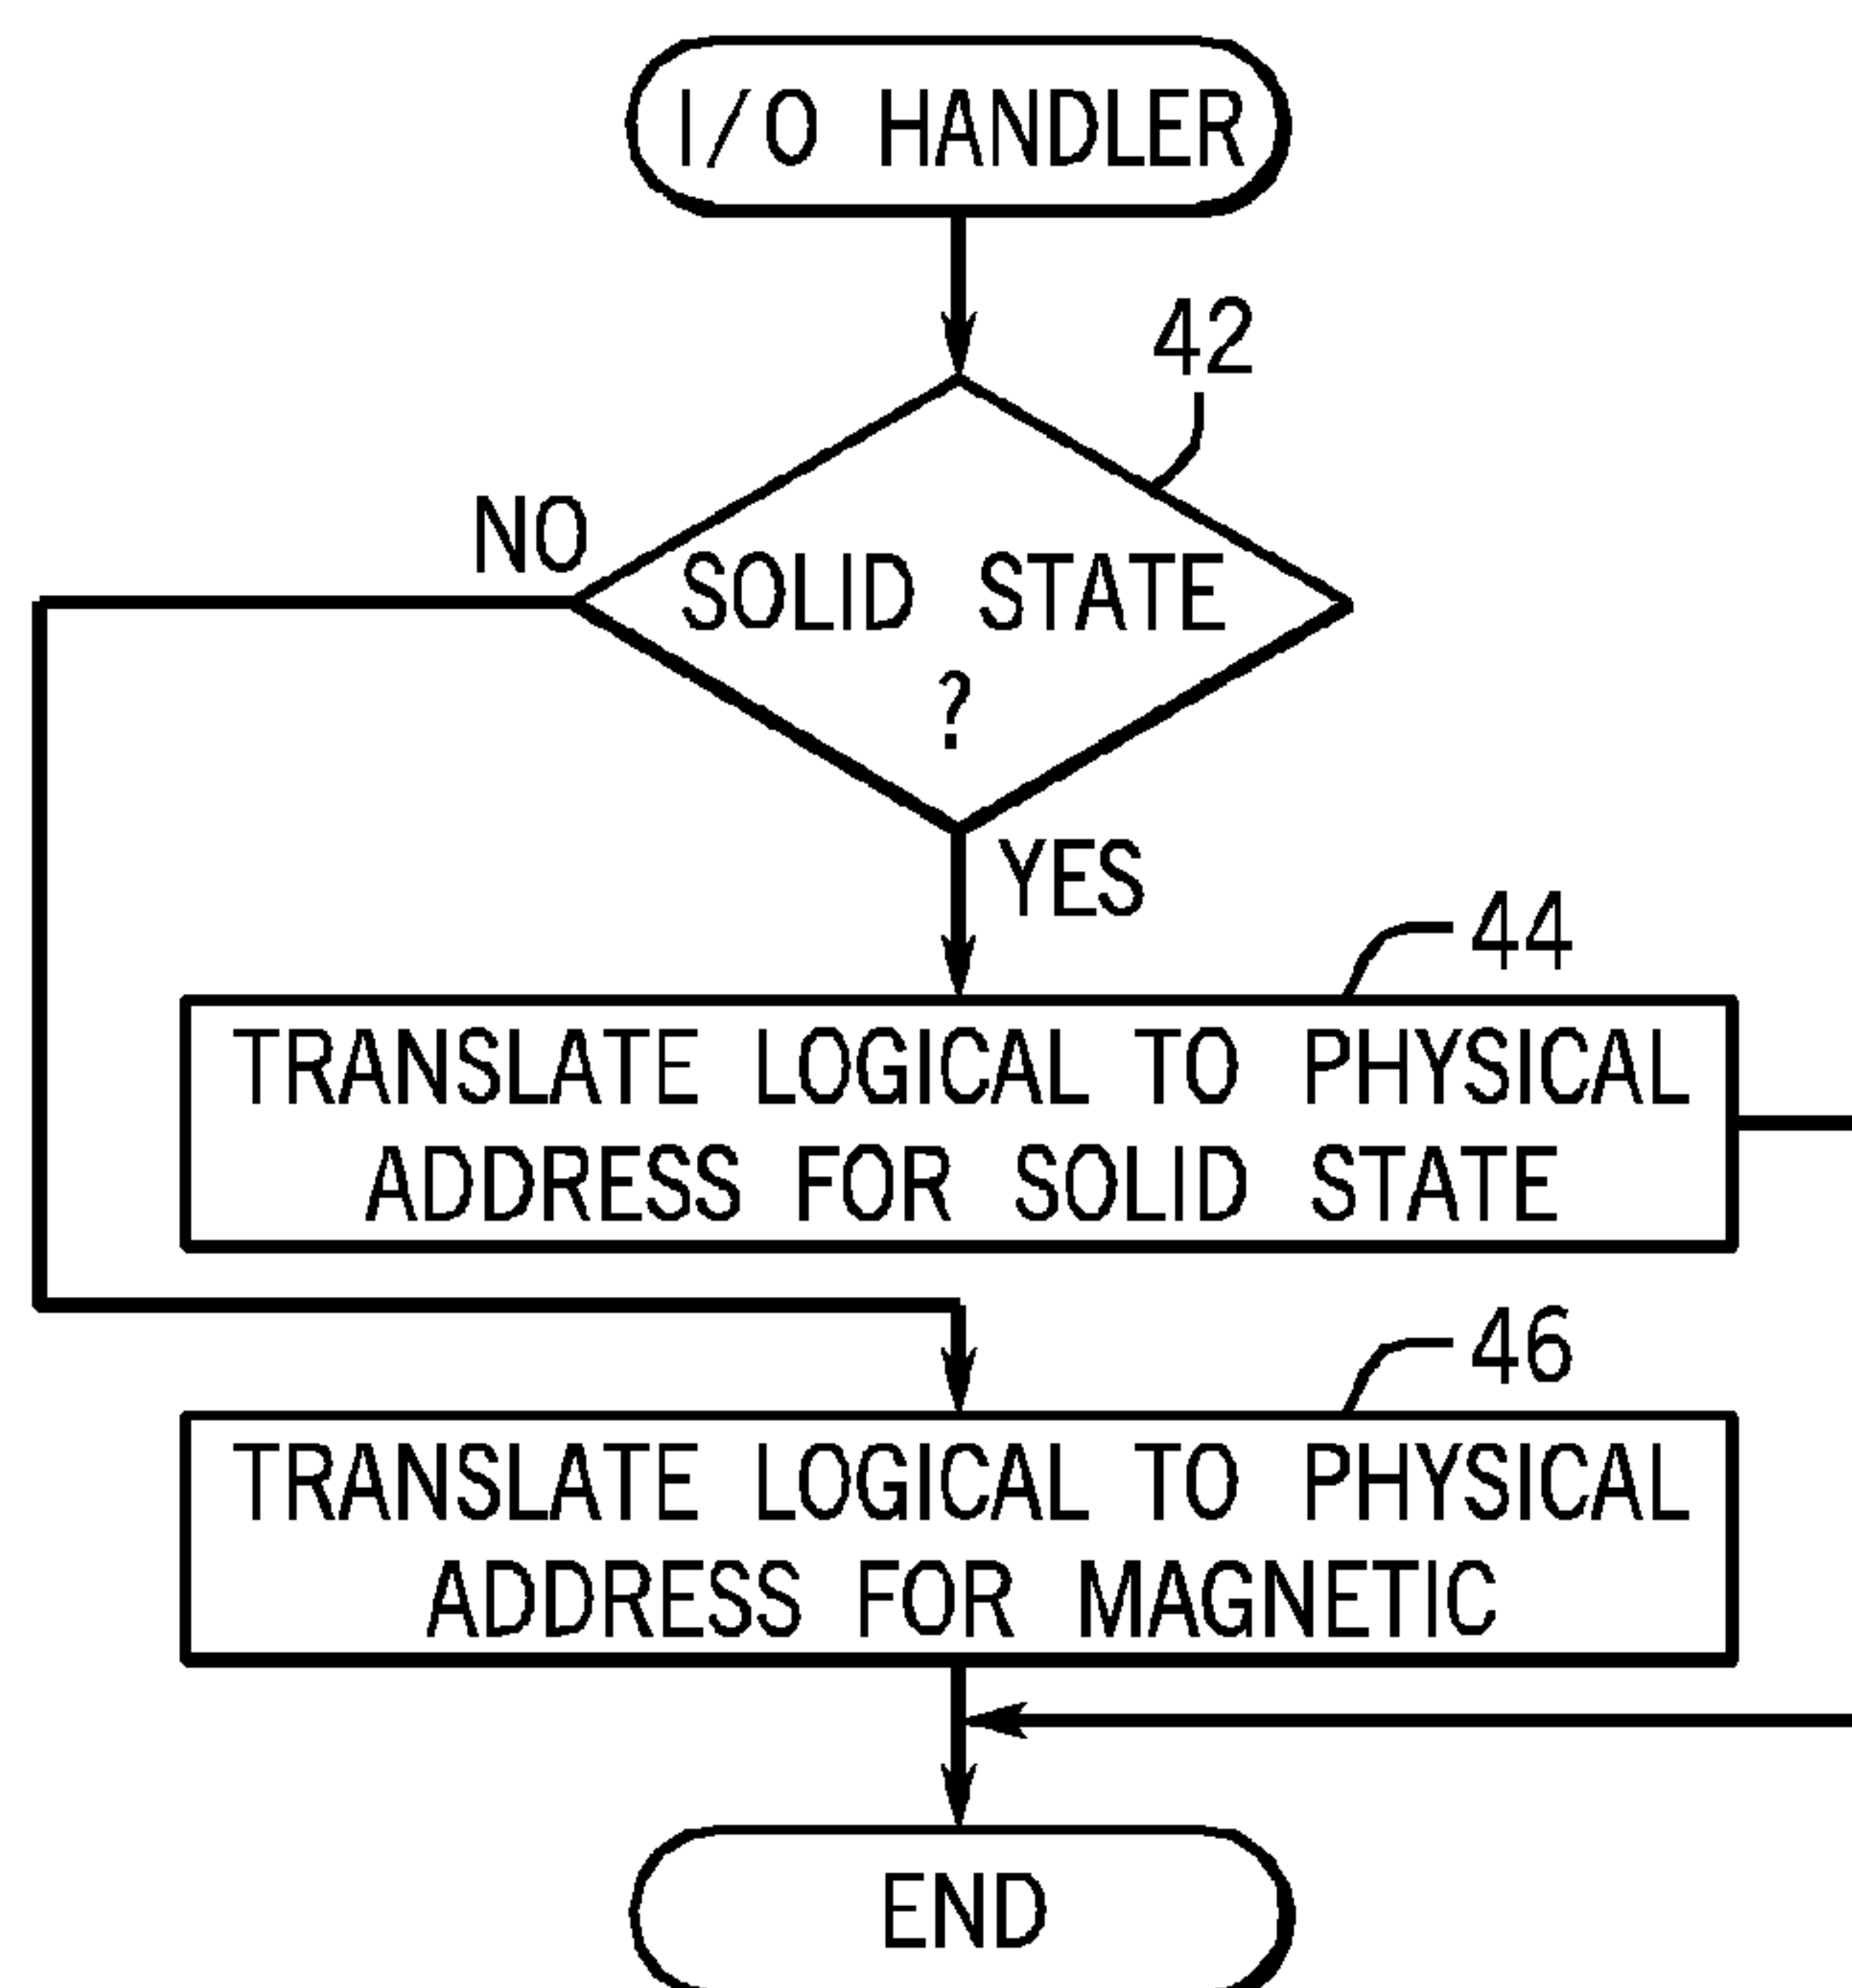 I/O HANDLER
42
NO
SOLID STATE
?
YES
44
TRANSLATE LOGICAL TO PHYSICAL
ADDRESS FOR SOLID STATE
46
TRANSLATE LOGICAL TO PHYSICAL
ADDRESS FOR MAGNETIC
END